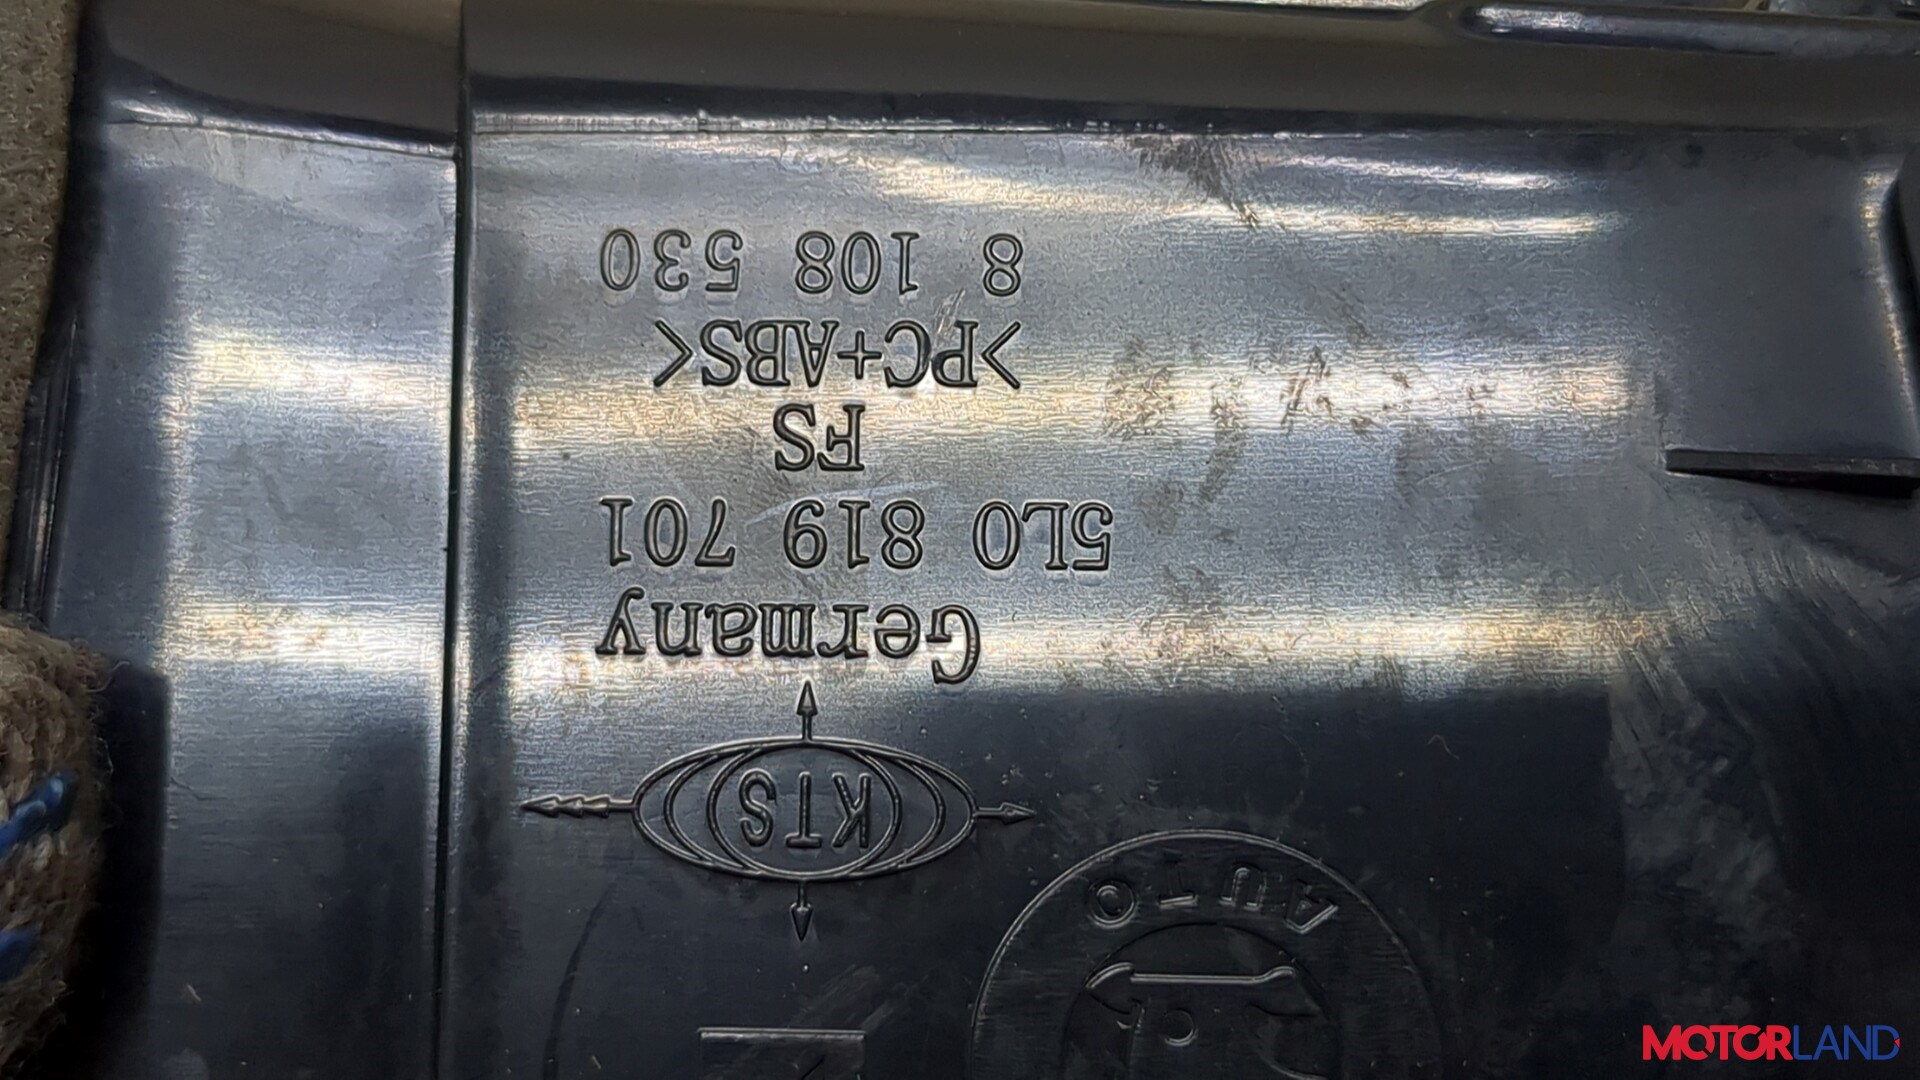 KTS
Germany
5L0 819 701
FS
>PC+ABS<
8 108 530
AUTO
MOTORLAND